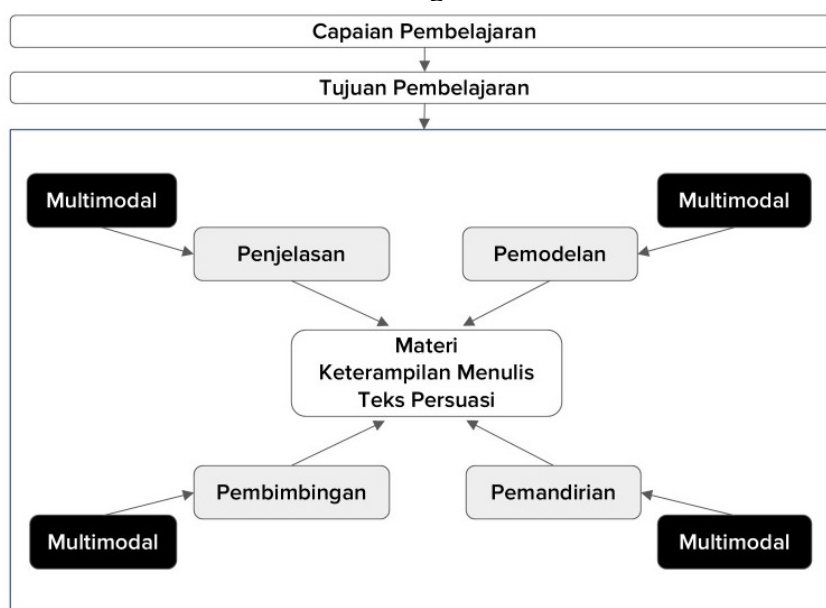 Capaian Pembelajaran
Tujuan Pembelajaran
Multimodal
Multimodal
Penjelasan
Pemodelan
Materi
Keterampilan Menulis
Teks Persuasi
Pembimbingan
Pemandirian
Multimodal
Multimodal